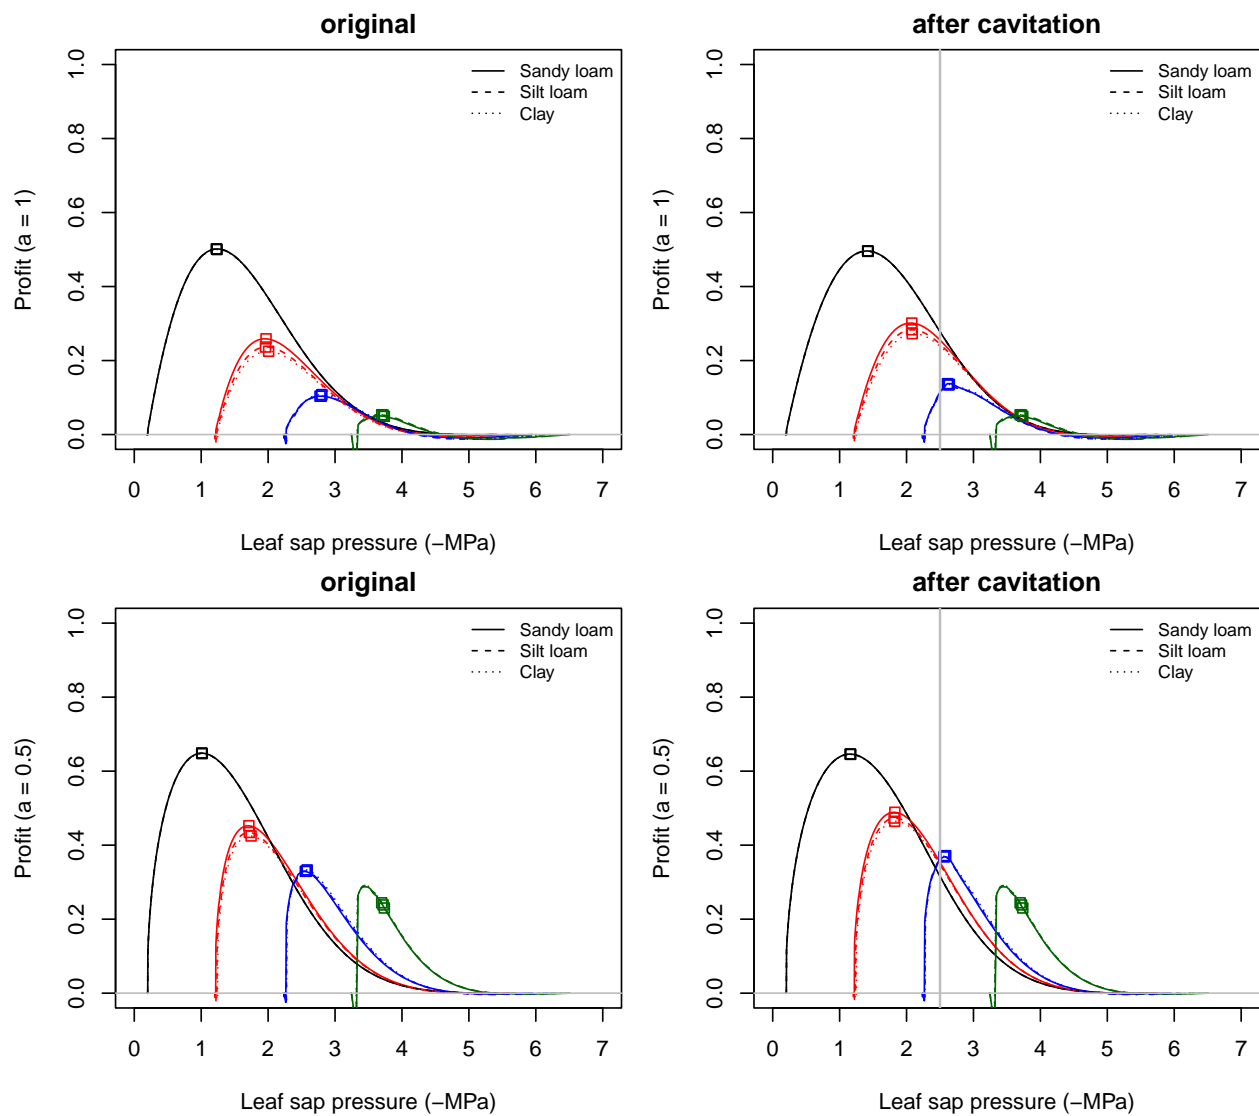 original
1.0
0.8
0.6
0.4
0.2
0.0
Profit (a = 1)
Sandy loam
Silt loam
Clay
0 1 2 3 4 5 6 7
Leaf sap pressure (−MPa)
after cavitation
1.0
0.8
0.6
0.4
0.2
0.0
Profit (a = 1)
Sandy loam
Silt loam
Clay
0 1 2 3 4 5 6 7
Leaf sap pressure (−MPa)
original
1.0
0.8
0.6
0.4
0.2
0.0
Profit (a = 0.5)
Sandy loam
Silt loam
Clay
0 1 2 3 4 5 6 7
Leaf sap pressure (−MPa)
after cavitation
1.0
0.8
0.6
0.4
0.2
0.0
Profit (a = 0.5)
Sandy loam
Silt loam
Clay
0 1 2 3 4 5 6 7
Leaf sap pressure (−MPa)